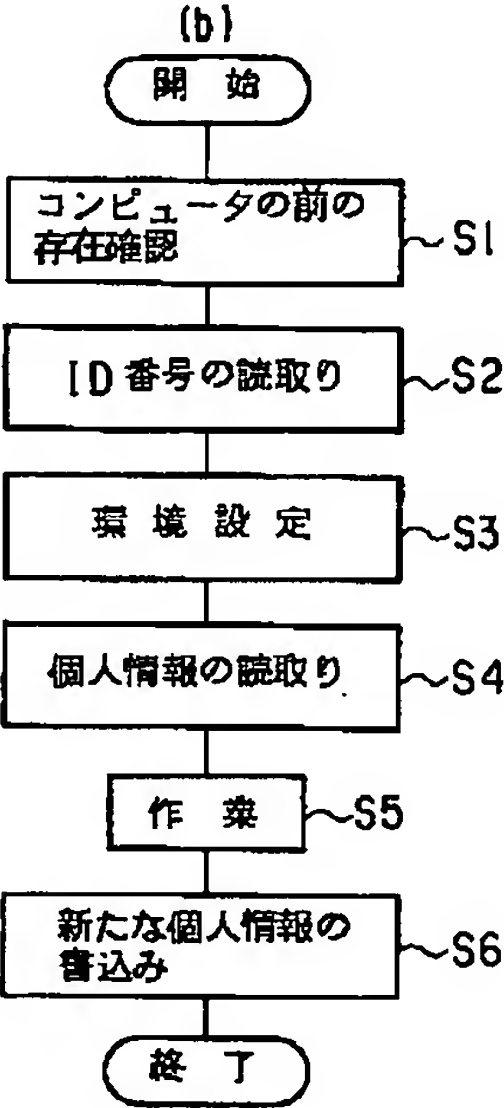 (b)
開 始
コンピュータの前の
存在確認
S1
ID番号の読取り
S2
環 境 設 定
S3
個人情報の読取り
S4
作 業
S5
新たな個人情報の
書込み
S6
終 了